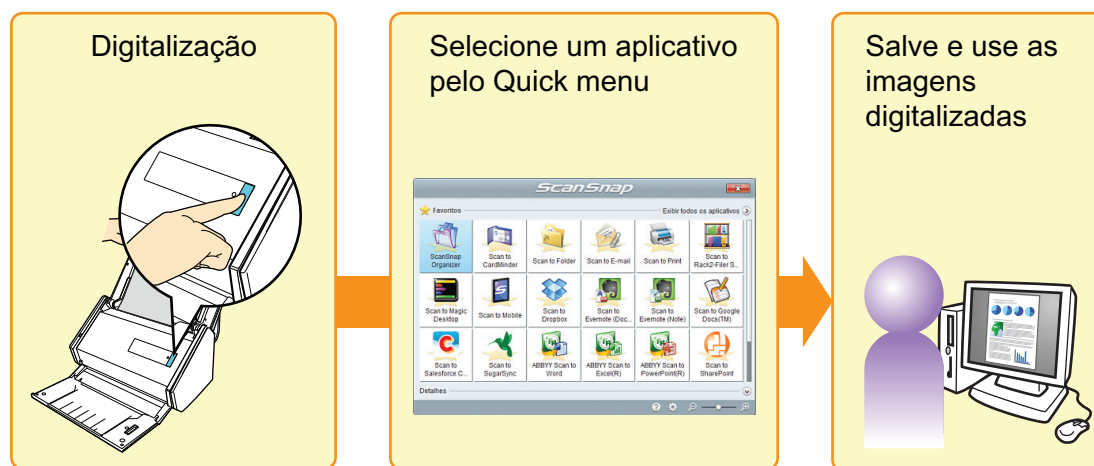 Digitalização
Selecione um aplicativo
pelo Quick menu
ScanSnap
Favoritos
Exibir todos os aplicativos
ScanSnap
Organizer
Scan to
CardMinder
Scan to Folder
Scan to E-mail
Scan to Print
Scan to
Rack2-Filer S...
Scan to Magic
Desktop
Scan to Mobile
Scan to
Dropbox
Scan to
Evernote (Doc...
Scan to
Evernote (Note)
Scan to Google
Docs(TM)
Scan to
Salesforce C...
Scan to
SugarSync
ABBYY Scan to
Word
ABBYY Scan to
Excel(R)
ABBYY Scan to
PowerPoint(R)
Scan to
SharePoint
Detalhes
Salve e use as
imagens
digitalizadas